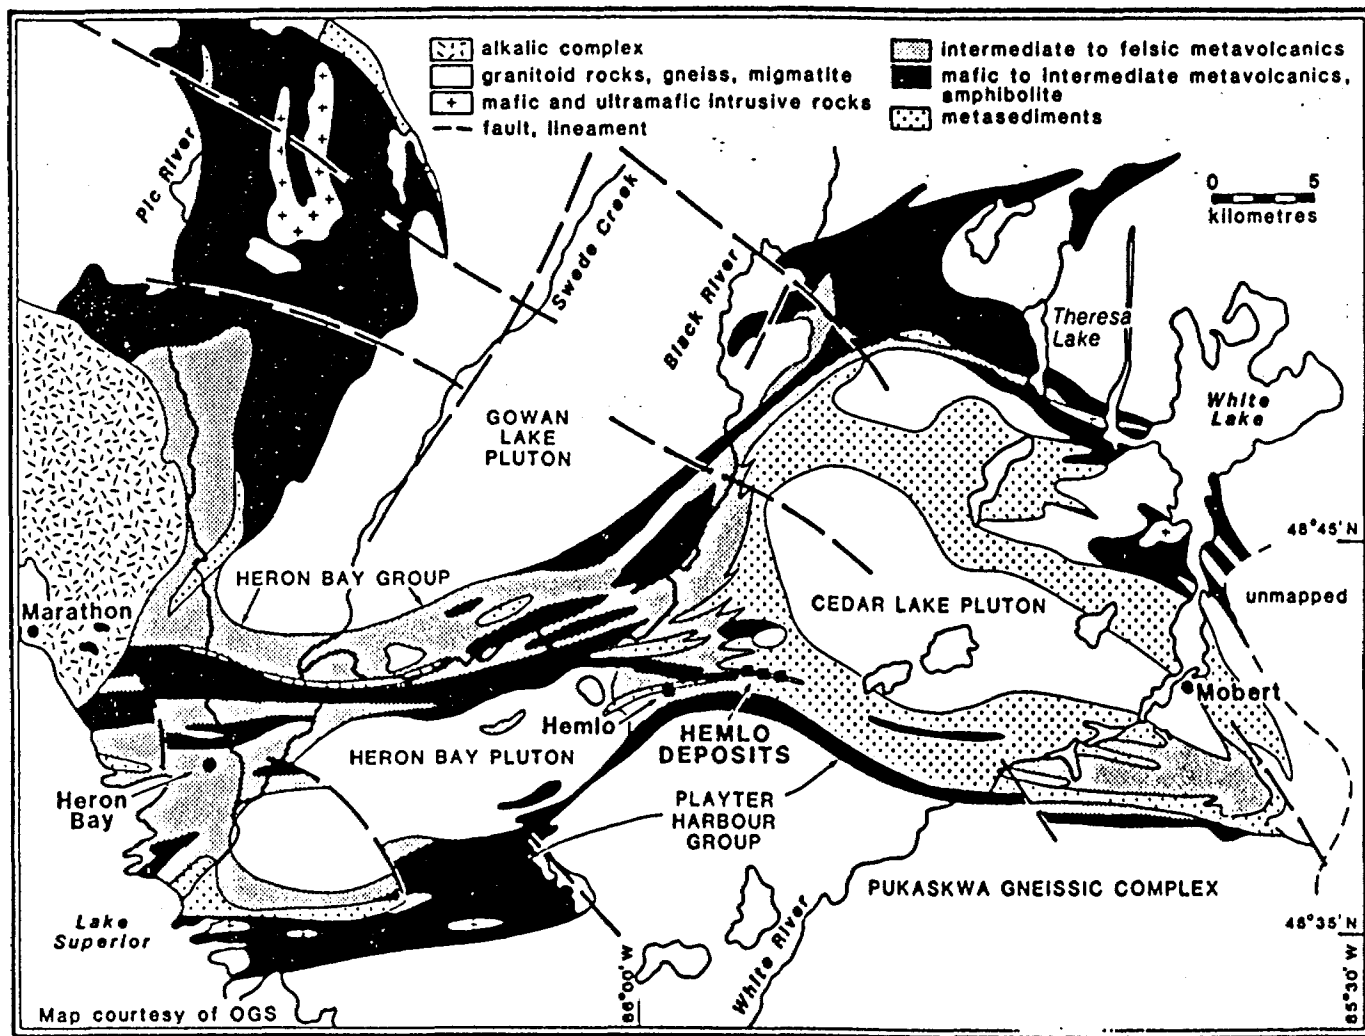 alkalic complex
granitoid rocks, gneiss, migmatite
mafic and ultramafic intrusive rocks
fault, lineament
intermediate to felsic metavolcanics
mafic to intermediate metavolcanics,
amphibolite
metasediments
0 5
kilometres
Pic River
Swede Creek
Black River
Theresa
Lake
White
Lake
GOWAN
LAKE
PLUTON
48°45'N
HERON BAY GROUP
Marathon
CEDAR LAKE PLUTON
unmapped
Mobert
Hemlo
HEMLO
DEPOSITS
HERON BAY PLUTON
Heron
Bay
PLAYTER
HARBOUR
GROUP
PUKASKWA GNEISSIC COMPLEX
Lake
Superior
48°35'N
White River
86°00'W
85°30'W
Map courtesy of OGS